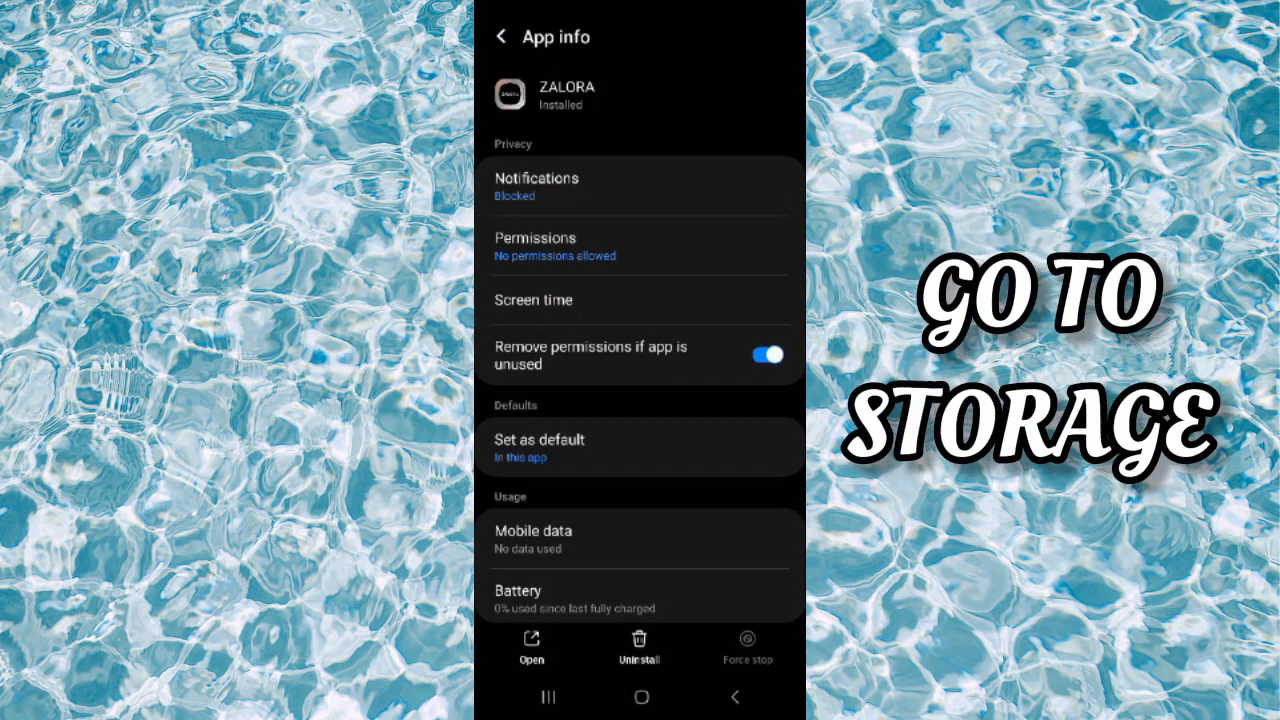 App info
ZALORA
Installed
Privacy
Notifications
Blocked
Permissions
No permissions allowed
Screen time
Remove permissions if app is
unused
Defaults
Set as default
In this app
Usage
Mobile data
No data used
Battery
0% used since last fully charged
Open
Uninstall
Force stop
GO TO
STORAGE